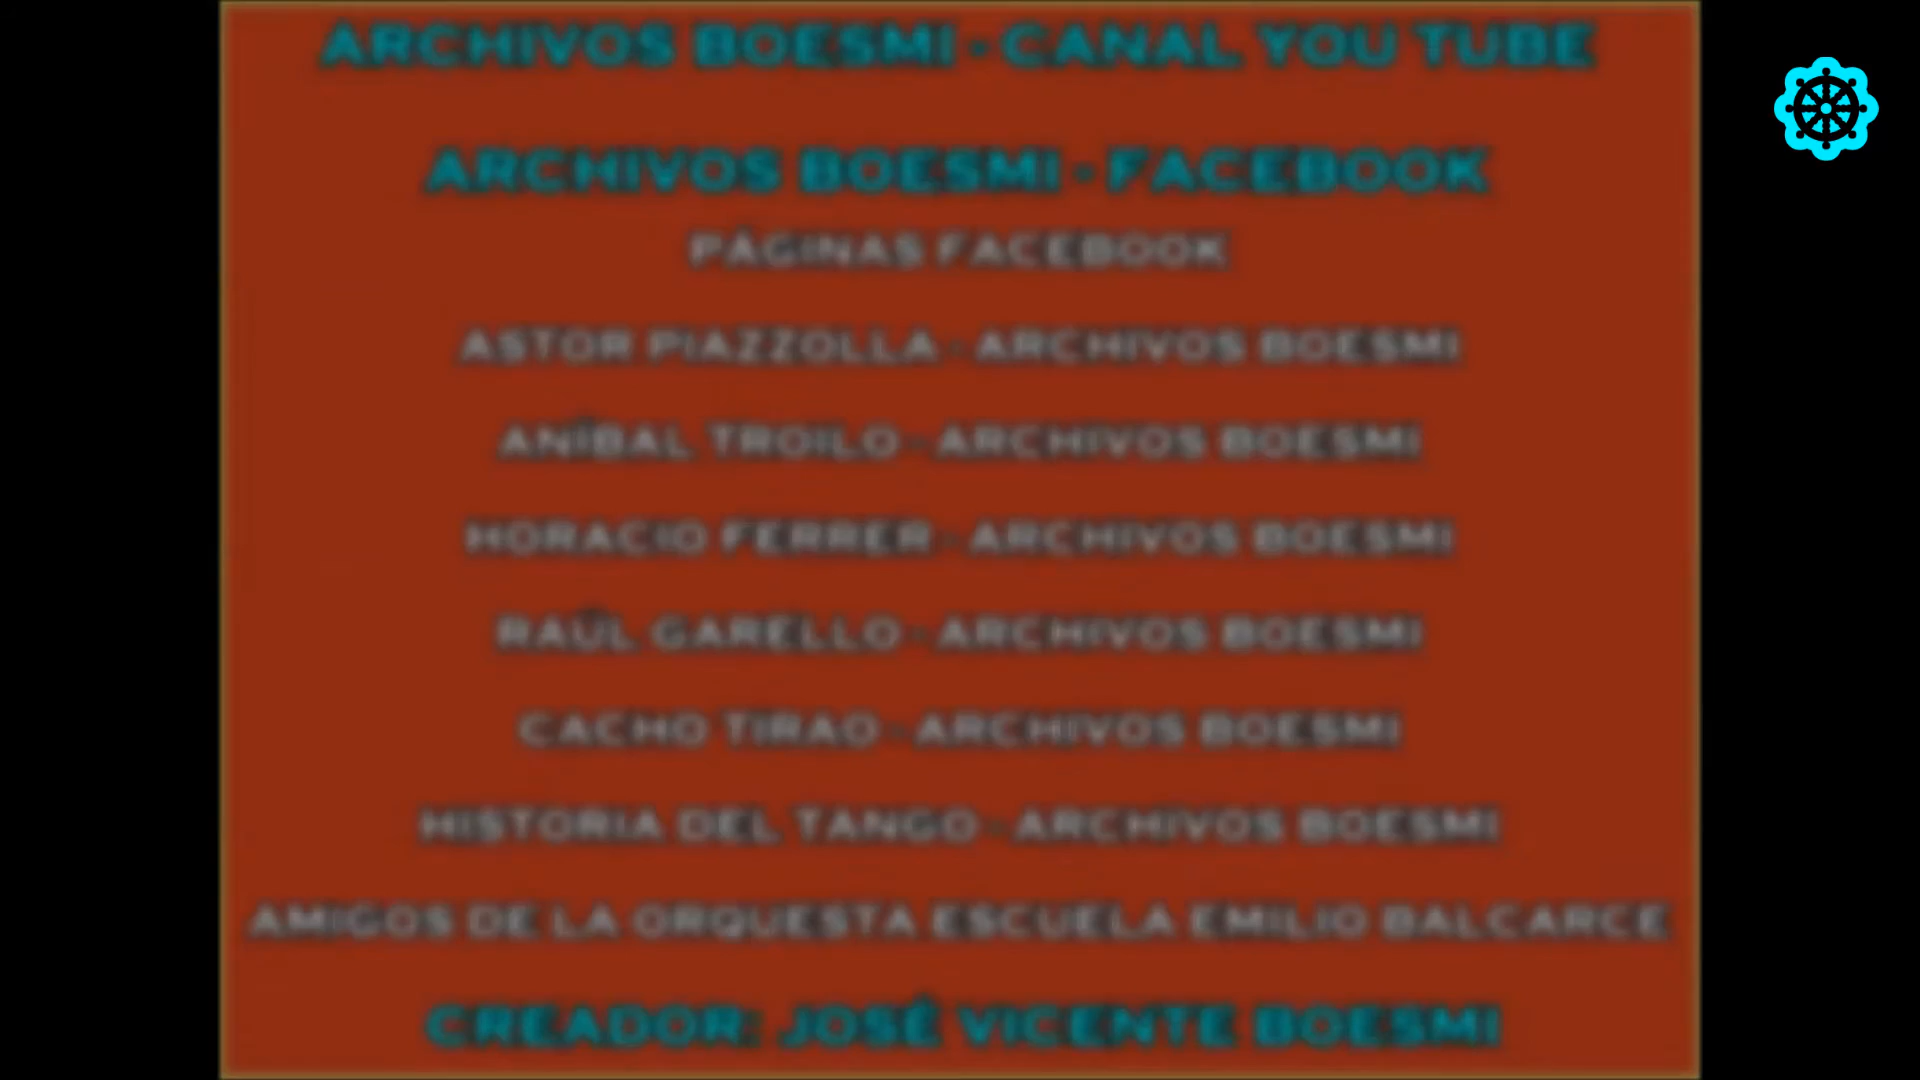 ARCHIVOS BOESMI - CANAL YOU TUBE
ARCHIVOS BOESMI - FACEBOOK
PÁGINAS FACEBOOK
ASTOR PIAZZOLLA - ARCHIVOS BOESMI
ANÍBAL TROILO - ARCHIVOS BOESMI
HORACIO FERRER - ARCHIVOS BOESMI
RAÚL GARELLO - ARCHIVOS BOESMI
CACHO TIRAO - ARCHIVOS BOESMI
HISTORIA DEL TANGO - ARCHIVOS BOESMI
AMIGOS DE LA ORQUESTA ESCUELA EMILIO BALCARCE
CREADOR: JOSÉ VICENTE BOESMI